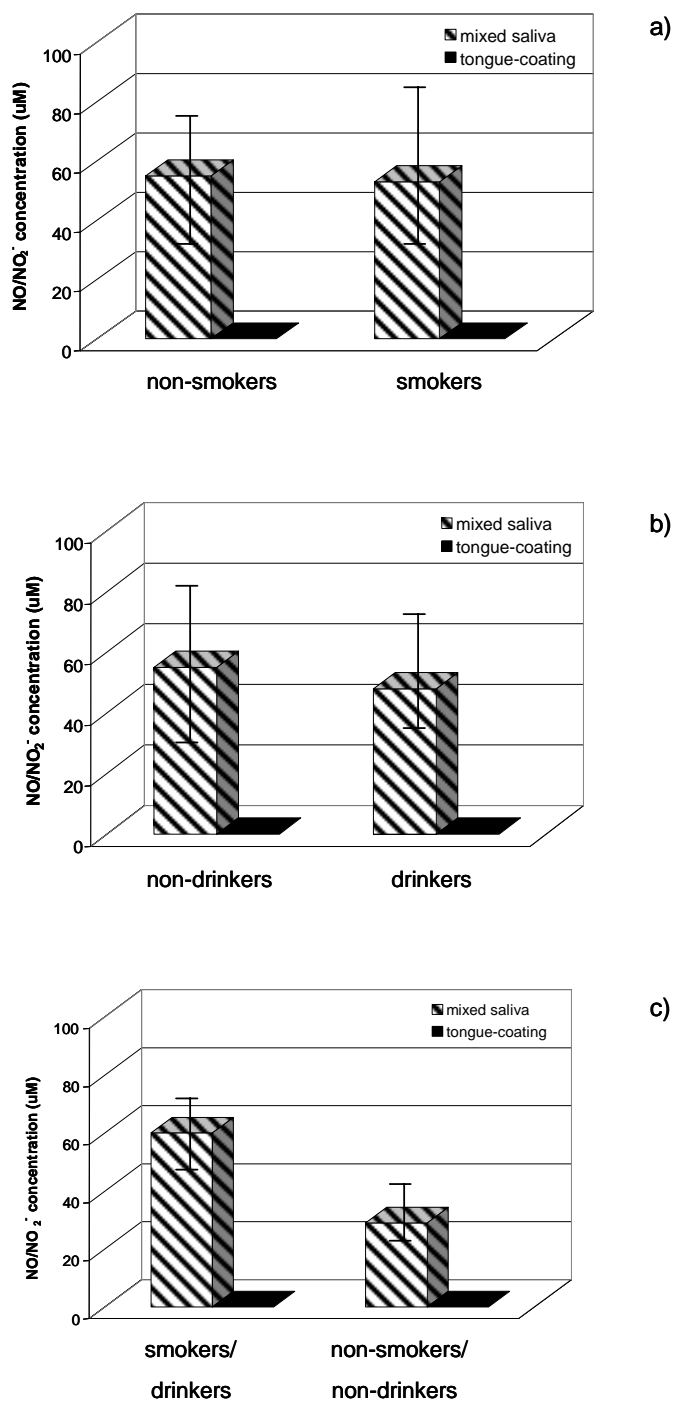 a)
mixed saliva
tongue-coating
NO/NO₂⁻ concentration (uM)
100
80
60
40
20
0
non-smokers smokers
b)
mixed saliva
tongue-coating
NO/NO₂⁻ concentration (uM)
100
80
60
40
20
0
non-drinkers drinkers
c)
mixed saliva
tongue-coating
NO/NO₂⁻ concentration (uM)
100
80
60
40
20
0
smokers/ non-smokers/
drinkers non-drinkers